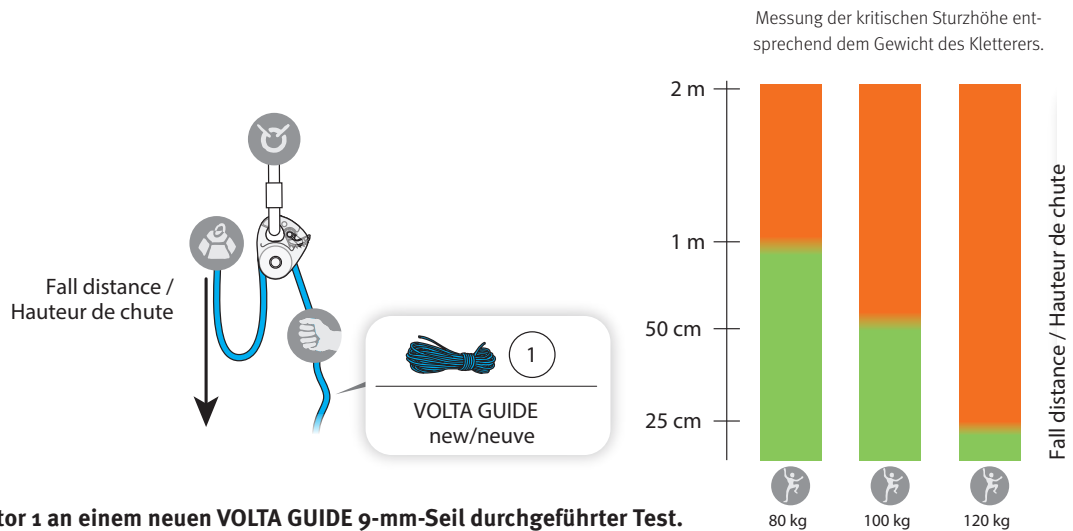 Messung der kritischen Sturzhöhe ent-
sprechend dem Gewicht des Kletterers.
2 m
1 m
50 cm
25 cm
Fall distance / Hauteur de chute
80 kg
100 kg
120 kg
Fall distance /
Hauteur de chute
1
VOLTA GUIDE
new/neuve
tor 1 an einem neuen VOLTA GUIDE 9-mm-Seil durchgeführter Test.